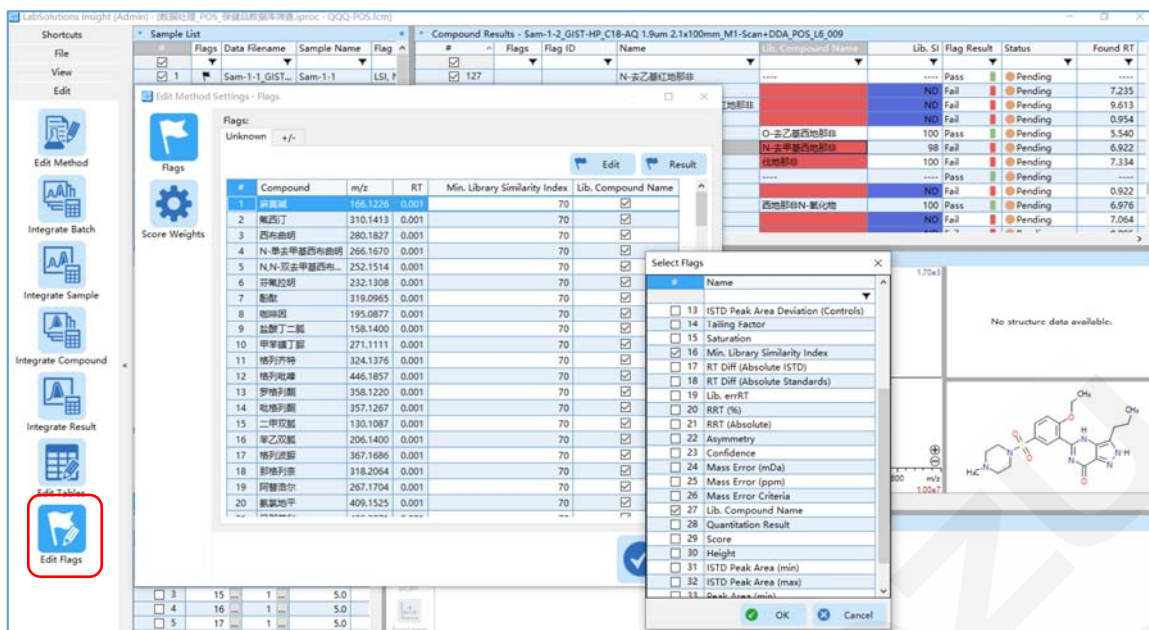 LabSolutions Insight (Admin) - (数据处理_POS_保健品数据库筛查.iproc - QQQ-POS.lcm)
Shortcuts
File
View
Edit
Edit Method
Integrate Batch
Integrate Sample
Integrate Compound
Integrate Result
Edit Tables
Edit Flags
Sample List
# Flags Data Filename Sample Name Flag
1 Sam-1-1_GIST... Sam-1-1 LSI, M
Compound Results - Sam-1-2_GIST-HP_C18-AQ 1.9um 2.1x100mm_M1-Scan+DDA_POS_L6_009
# Flags Flag ID Name Lib. Compound Name Lib. SI Flag Result Status Found RT
127 N-去乙基红地那非 ---- ---- Pass Pending ----
ND Fail Pending 7.235
ND Fail Pending 9.613
ND Fail Pending 0.954
O-去乙基西地那非 100 Pass Pending 5.540
N-去甲基西地那非 98 Fail Pending 6.922
伐地那非 100 Fail Pending 7.334
---- ---- Pass Pending ----
ND Fail Pending 0.922
西地那非N-氧化物 100 Pass Pending 6.976
ND Fail Pending 7.064
Edit Method Settings - Flags
Flags
Score Weights
Flags:
Unknown +/-
Edit Result
# Compound m/z RT Min. Library Similarity Index Lib. Compound Name
1 麻黄碱 166.1226 0.001 70
2 氟西汀 310.1413 0.001 70
3 西布曲明 280.1827 0.001 70
4 N-单去甲基西布曲明 266.1670 0.001 70
5 N,N-双去甲基西布... 252.1514 0.001 70
6 芬氟拉明 232.1308 0.001 70
7 酚酞 319.0965 0.001 70
8 咖啡因 195.0877 0.001 70
9 盐酸丁二胍 158.1400 0.001 70
10 甲苯磺丁脲 271.1111 0.001 70
11 格列齐特 324.1376 0.001 70
12 格列吡嗪 446.1857 0.001 70
13 罗格列酮 358.1220 0.001 70
14 吡格列酮 357.1267 0.001 70
15 二甲双胍 130.1087 0.001 70
16 苯乙双胍 206.1400 0.001 70
17 格列波脲 367.1686 0.001 70
18 那格列奈 318.2064 0.001 70
19 阿替洛尔 267.1704 0.001 70
20 氨氯地平 409.1525 0.001 70
Select Flags
# Name
13 ISTD Peak Area Deviation (Controls)
14 Tailing Factor
15 Saturation
16 Min. Library Similarity Index
17 RT Diff (Absolute ISTD)
18 RT Diff (Absolute Standards)
19 Lib. errRT
20 RRT (%)
21 RRT (Absolute)
22 Asymmetry
23 Confidence
24 Mass Error (mDa)
25 Mass Error (ppm)
26 Mass Error Criteria
27 Lib. Compound Name
28 Quantitation Result
29 Score
30 Height
31 ISTD Peak Area (min)
32 ISTD Peak Area (max)
33 Peak Area (min)
OK Cancel
1.70e3
No structure data available.
800 m/z
1.00e7
3 15 ... 1 ... 5.0
4 16 ... 1 ... 5.0
5 17 ... 1 ... 5.0